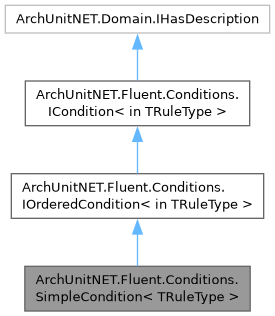 ArchUnitNET.Domain.IHasDescription
ArchUnitNET.Fluent.Conditions.
ICondition< in TRuleType >
ArchUnitNET.Fluent.Conditions.
IOrderedCondition< in TRuleType >
ArchUnitNET.Fluent.Conditions.
SimpleCondition< TRuleType >